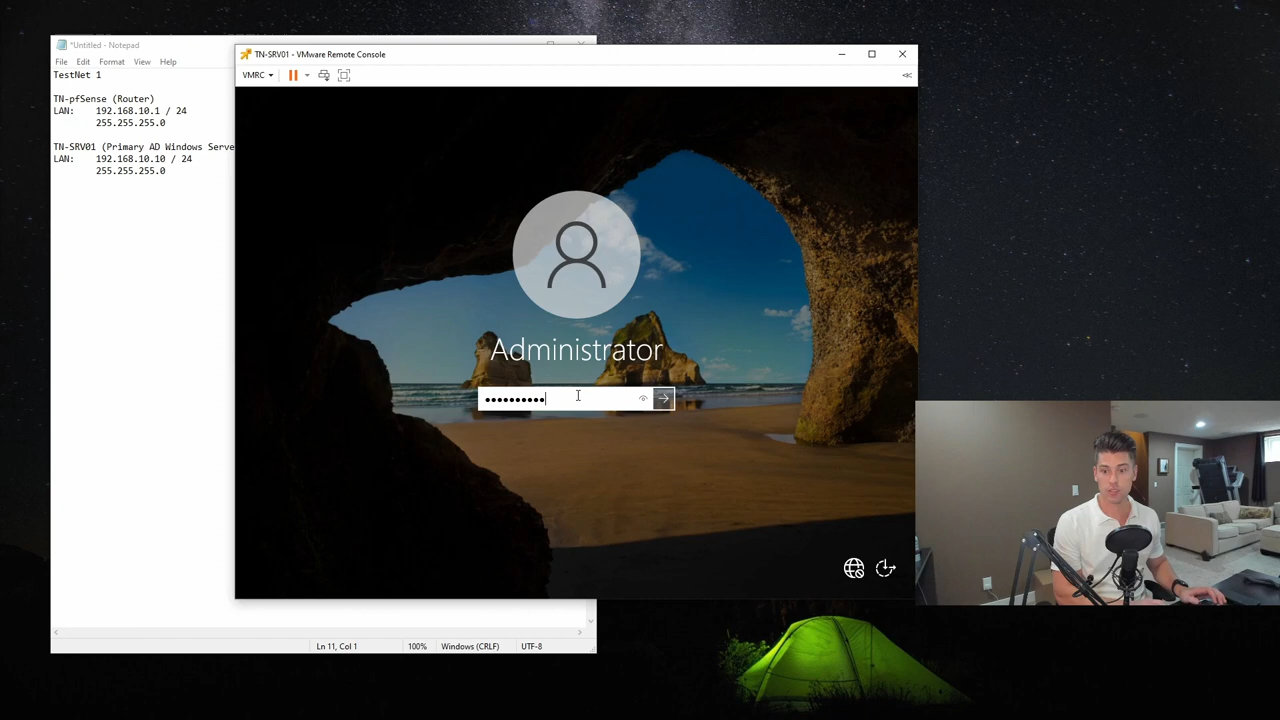 *Untitled - Notepad
File Edit Format View Help
TestNet 1
TN-pfSense (Router)
LAN: 192.168.10.1 / 24
255.255.255.0
TN-SRV01 (Primary AD Windows Serve
LAN: 192.168.10.10 / 24
255.255.255.0
Ln 11, Col 1 100% Windows (CRLF) UTF-8
TN-SRV01 - VMware Remote Console
VMRC
Administrator